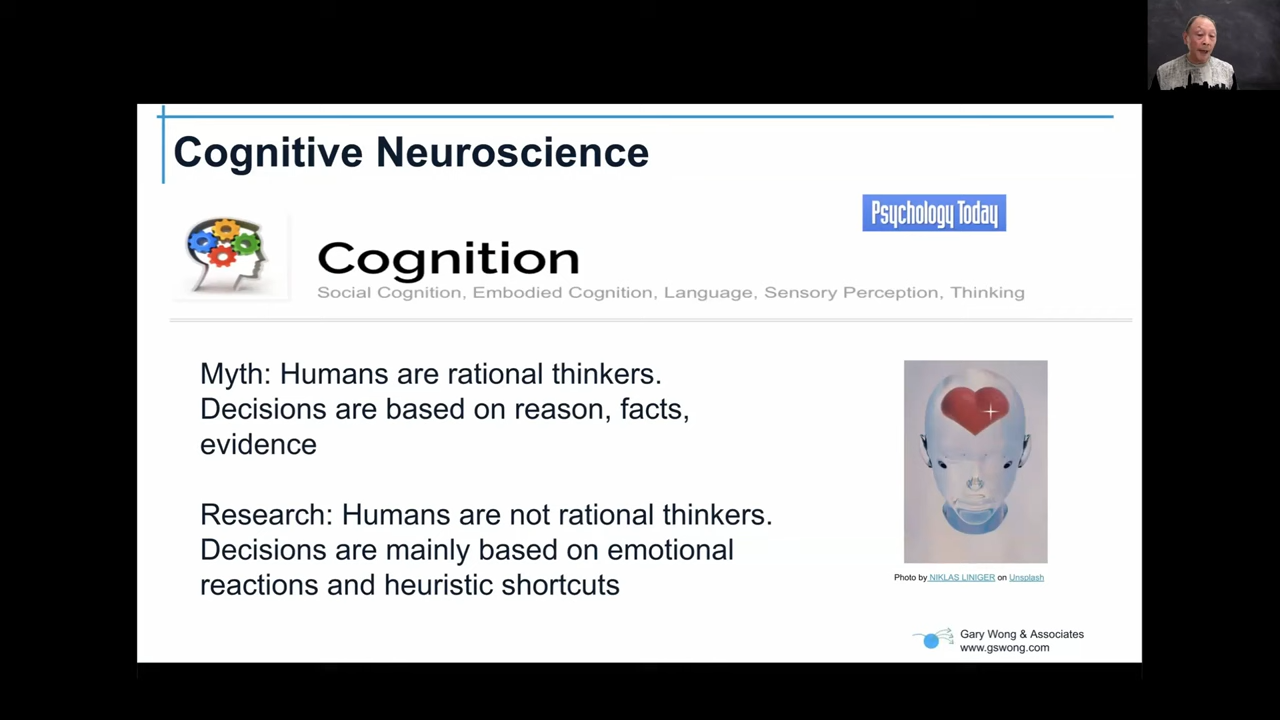 Cognitive Neuroscience
Psychology Today
Cognition
Social Cognition, Embodied Cognition, Language, Sensory Perception, Thinking
Myth: Humans are rational thinkers.
Decisions are based on reason, facts,
evidence
Research: Humans are not rational thinkers.
Decisions are mainly based on emotional
reactions and heuristic shortcuts
Photo by NIKLAS LINIGER on Unsplash
Gary Wong & Associates
www.gswong.com